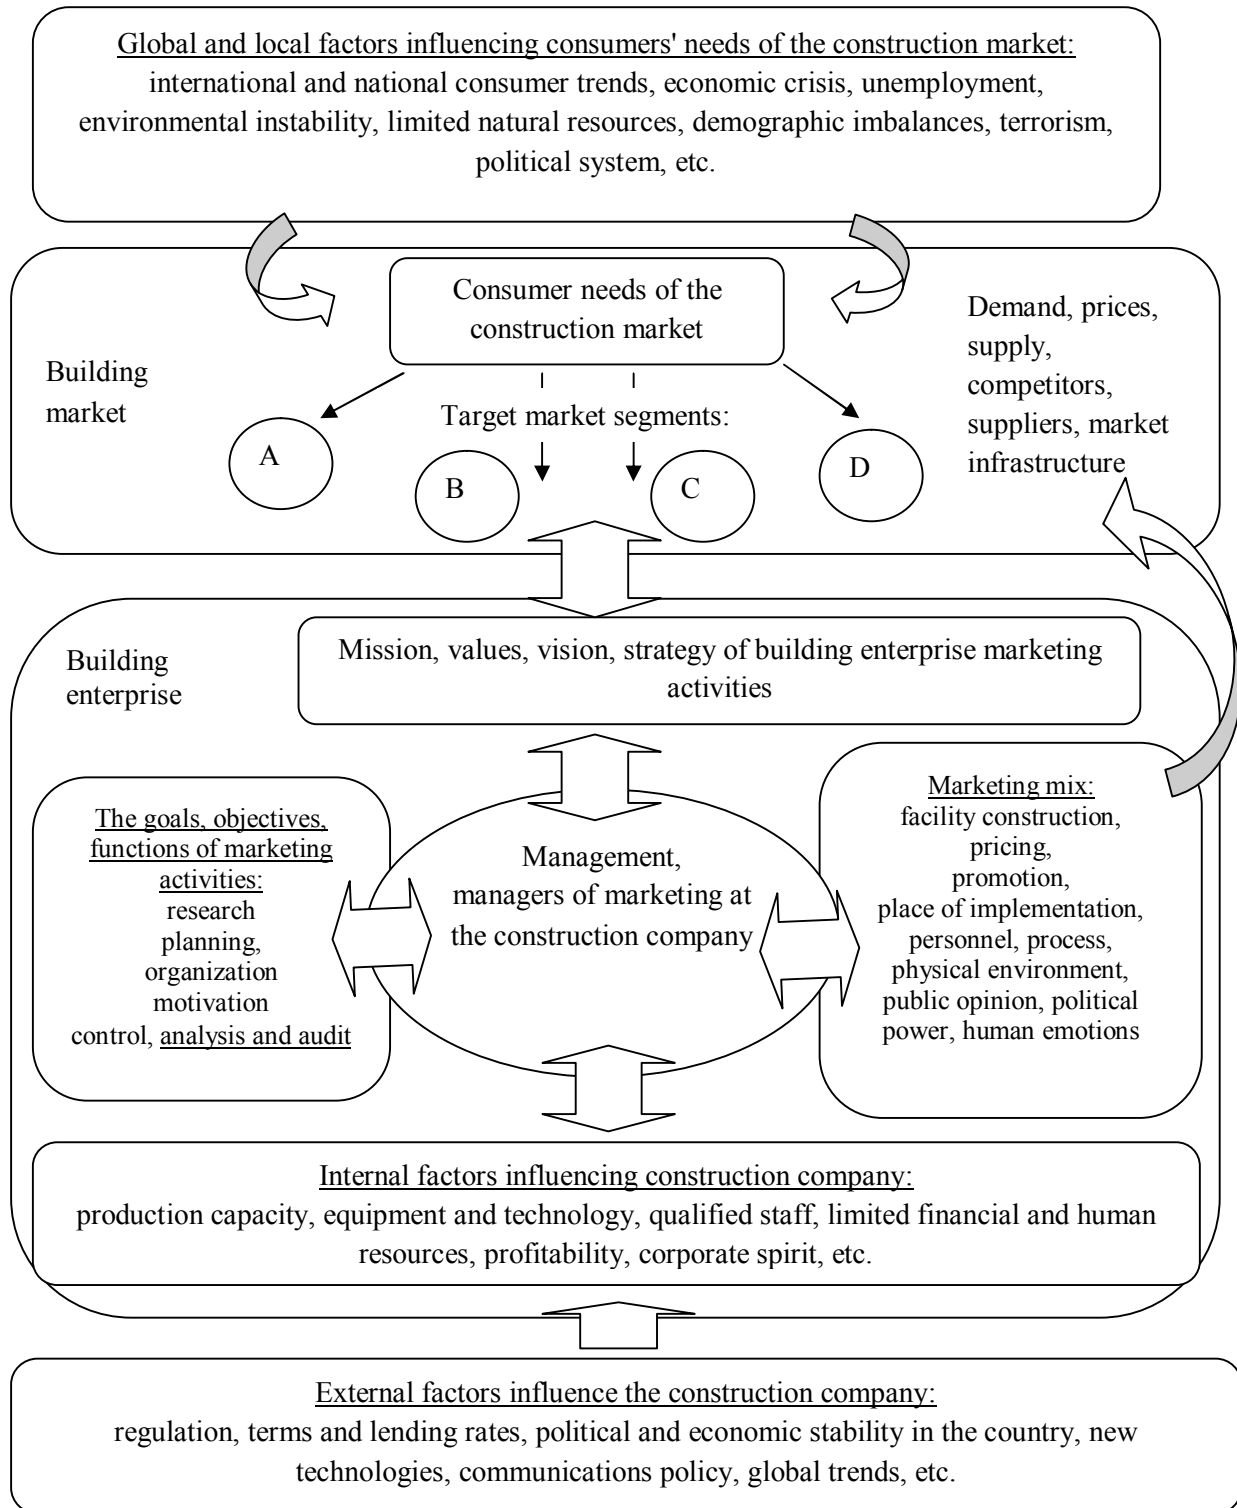 Global and local factors influencing consumers' needs of the construction market:
international and national consumer trends, economic crisis, unemployment,
environmental instability, limited natural resources, demographic imbalances, terrorism,
political system, etc.
Consumer needs of the
construction market
Demand, prices,
supply,
competitors,
suppliers, market
infrastructure
Building
market
Target market segments:
A
B
C
D
Building
enterprise
Mission, values, vision, strategy of building enterprise marketing
activities
The goals, objectives,
functions of marketing
activities:
research
planning,
organization
motivation
control, analysis and audit
Management,
managers of marketing at
the construction company
Marketing mix:
facility construction,
pricing,
promotion,
place of implementation,
personnel, process,
physical environment,
public opinion, political
power, human emotions
Internal factors influencing construction company:
production capacity, equipment and technology, qualified staff, limited financial and human
resources, profitability, corporate spirit, etc.
External factors influence the construction company:
regulation, terms and lending rates, political and economic stability in the country, new
technologies, communications policy, global trends, etc.